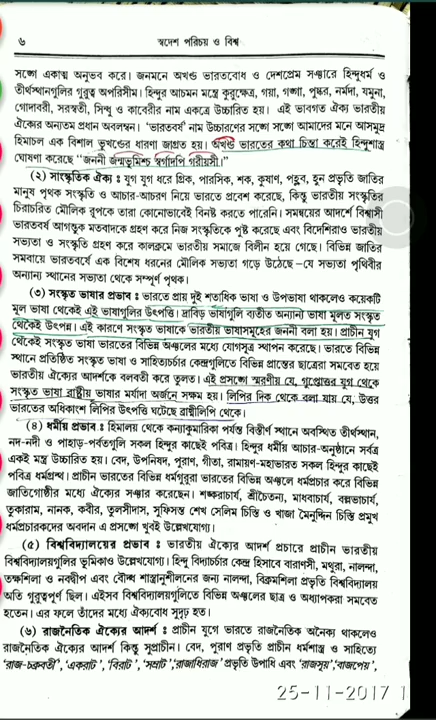 ৬
স্বদেশ পরিচয় ও বিশ্ব
সঙ্গে একাত্ম অনুভব করে। জনমনে অখন্ড ভারতবোধ ও দেশপ্রেম সঞ্চারে হিন্দুধর্ম ও
তীর্থস্থানগুলির গুরুত্ব অপরিসীম। হিন্দুর আচমন মন্ত্রে কুরুক্ষেত্র, গয়া, গঙ্গা, পুষ্কর, নর্মদা, যমুনা,
গোদাবরী, সরস্বতী, সিন্ধু ও কাবেরীর নাম একত্রে উচ্চারিত হয়। এই ভাবগত ঐক্য ভারতীয়
ঐক্যের অন্যতম প্রধান অবলম্বন। 'ভারতবর্ষ' নাম উচ্চারণের সঙ্গে সঙ্গে আমাদের মনে আসমুদ্র
হিমাচল এক বিশাল ভূখন্ডের ধারণা জাগ্রত হয়। অখন্ড ভারতের কথা চিন্তা করেই হিন্দুশাস্ত্র
ঘোষণা করেছে "জননী জন্মভূমিশ্চ স্বর্গাদপি গরীয়সী।"
(২) সাংস্কৃতিক ঐক্য : যুগ যুগ ধরে গ্রিক, পারসিক, শক, কুষাণ, পহ্লব, হুন প্রভৃতি জাতির
মানুষ পৃথক সংস্কৃতি ও আচার-আচরণ নিয়ে ভারতে প্রবেশ করেছে, কিন্তু ভারতীয় সংস্কৃতির
চিরাচরিত মৌলিক রূপকে তারা কোনোভাবেই বিনষ্ট করতে পারেনি। সমন্বয়ের আদর্শে বিশ্বাসী
ভারতবর্ষ আগন্তুক মতবাদকে গ্রহণ করে নিজ সংস্কৃতিকে পুষ্ট করেছে এবং বিদেশিরাও ভারতীয়
সভ্যতা ও সংস্কৃতি গ্রহণ করে কালক্রমে ভারতীয় সমাজে বিলীন হয়ে গেছে। বিভিন্ন জাতির
সমবায়ে ভারতবর্ষে এক বিশেষ ধরনের মৌলিক সভ্যতা গড়ে উঠেছে—যে সভ্যতা পৃথিবীর
অন্যান্য স্থানের সভ্যতা থেকে সম্পূর্ণ পৃথক।
(৩) সংস্কৃত ভাষার প্রভাব : ভারতে প্রায় দুই শতাধিক ভাষা ও উপভাষা থাকলেও কয়েকটি
মূল ভাষা থেকেই এই ভাষাগুলির উৎপত্তি। দ্রাবিড় ভাষাগুলি ব্যতীত অন্যান্য ভাষা মূলত সংস্কৃত
থেকেই উৎপন্ন। এই কারণে সংস্কৃত ভাষাকে ভারতীয় ভাষাসমূহের জননী বলা হয়। প্রাচীন যুগ
থেকেই সংস্কৃত ভাষা ভারতের বিভিন্ন অঞ্চলের মধ্যে যোগসূত্র স্থাপন করেছে। ভারতে বিভিন্ন
স্থানে প্রতিষ্ঠিত সংস্কৃত ভাষা ও সাহিত্যচর্চার কেন্দ্রগুলিতে বিভিন্ন প্রান্তের ছাত্রেরা সমবেত হয়ে
ভারতীয় ঐক্যের আদর্শকে বলবতী করে তুলত। এই প্রসঙ্গে স্মরণীয় যে, গুপ্তোত্তর যুগ থেকে
সংস্কৃত ভাষা রাষ্ট্রীয় ভাষার মর্যাদা অর্জনে সক্ষম হয়। লিপির দিক থেকে বলা যায় যে, উত্তর
ভারতের অধিকাংশ লিপির উৎপত্তি ঘটেছে ব্রাহ্মীলিপি থেকে।
(৪) ধর্মীয় প্রভাব : হিমালয় থেকে কন্যাকুমারিকা পর্যন্ত বিস্তীর্ণ স্থানে অবস্থিত তীর্থস্থান,
নদ-নদী ও পাহাড়-পর্বতগুলি সকল হিন্দুর কাছেই পবিত্র। হিন্দুর ধর্মীয় আচার-অনুষ্ঠানে সর্বত্র
একই মন্ত্র উচ্চারিত হয়। বেদ, উপনিষদ, পুরাণ, গীতা, রামায়ণ-মহাভারত সকল হিন্দুর কাছেই
পবিত্র ধর্মগ্রন্থ। প্রাচীন ভারতের বিভিন্ন ধর্মগুরুরা ভারতের বিভিন্ন অঞ্চলে ধর্মপ্রচার করে বিভিন্ন
জাতিগোষ্ঠীর মধ্যে ঐক্যের সঞ্চার করেছেন। শঙ্করাচার্য, শ্রীচৈতন্য, মাধবাচার্য, বল্লভাচার্য,
তুকারাম, নানক, কবীর, তুলসীদাস, সুফিসন্ত শেখ সেলিম চিস্তি ও খাজা মৈনুদ্দিন চিস্তি প্রমুখ
ধর্মপ্রচারকদের অবদান এ প্রসঙ্গে খুবই উল্লেখযোগ্য।
(৫) বিশ্ববিদ্যালয়ের প্রভাব : ভারতীয় ঐক্যের আদর্শ প্রচারে প্রাচীন ভারতীয়
বিশ্ববিদ্যালয়গুলির ভূমিকাও উল্লেখযোগ্য। হিন্দু বিদ্যাচর্চার কেন্দ্র হিসাবে বারাণসী, মথুরা, নালন্দা,
তক্ষশিলা ও নবদ্বীপ এবং বৌদ্ধ শাস্ত্রানুশীলনের জন্য নালন্দা, বিক্রমশিলা প্রভৃতি বিশ্ববিদ্যালয়
অতি গুরুত্বপূর্ণ ছিল। এইসব বিশ্ববিদ্যালয়গুলিতে বিভিন্ন অঞ্চলের ছাত্র ও অধ্যাপকরা সমবেত
হতেন। এর ফলে তাঁদের মধ্যে ঐক্যবোধ সুদৃঢ় হত।
(৬) রাজনৈতিক ঐক্যের আদর্শ : প্রাচীন যুগে ভারতে রাজনৈতিক অনৈক্য থাকলেও
রাজনৈতিক ঐক্যের আদর্শ কিন্তু সুপ্রাচীন। বেদ, পুরাণ প্রভৃতি প্রাচীন ধর্মশাস্ত্র ও সাহিত্যে
'রাজ-চক্রবর্তী', 'একরাট', 'বিরাট', 'সম্রাট', 'রাজাধিরাজ' প্রভৃতি উপাধি এবং 'রাজসূয়', 'বাজপেয়',
25-11-2017 1